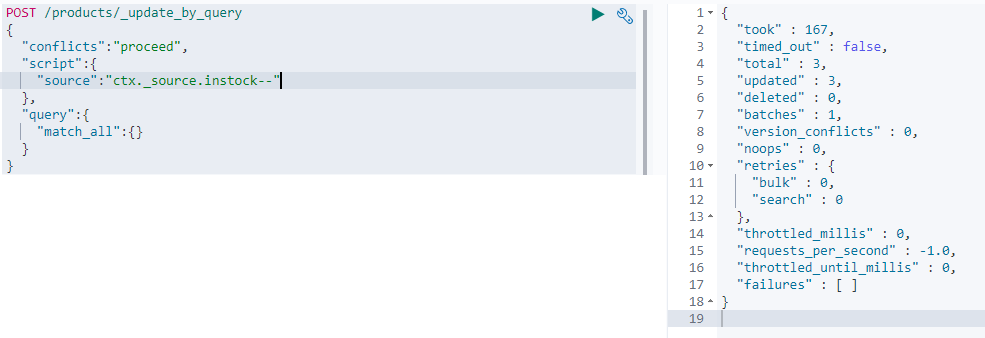 POST /products/_update_by_query
{
  "conflicts":"proceed",
  "script":{
    "source":"ctx._source.instock--"
  },
  "query":{
    "match_all":{}
  }
}
1 {
2   "took" : 167,
3   "timed_out" : false,
4   "total" : 3,
5   "updated" : 3,
6   "deleted" : 0,
7   "batches" : 1,
8   "version_conflicts" : 0,
9   "noops" : 0,
10   "retries" : {
11     "bulk" : 0,
12     "search" : 0
13   },
14   "throttled_millis" : 0,
15   "requests_per_second" : -1.0,
16   "throttled_until_millis" : 0,
17   "failures" : [ ]
18 }
19